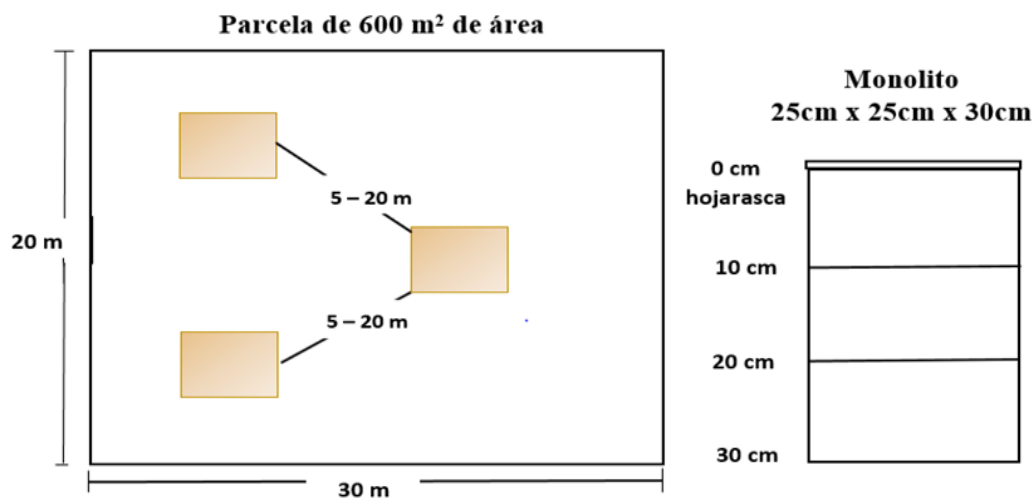 Parcela de 600 m² de área
5 – 20 m
20 m
5 – 20 m
30 m
Monolito
25cm x 25cm x 30cm
0 cm
hojarasca
10 cm
20 cm
30 cm